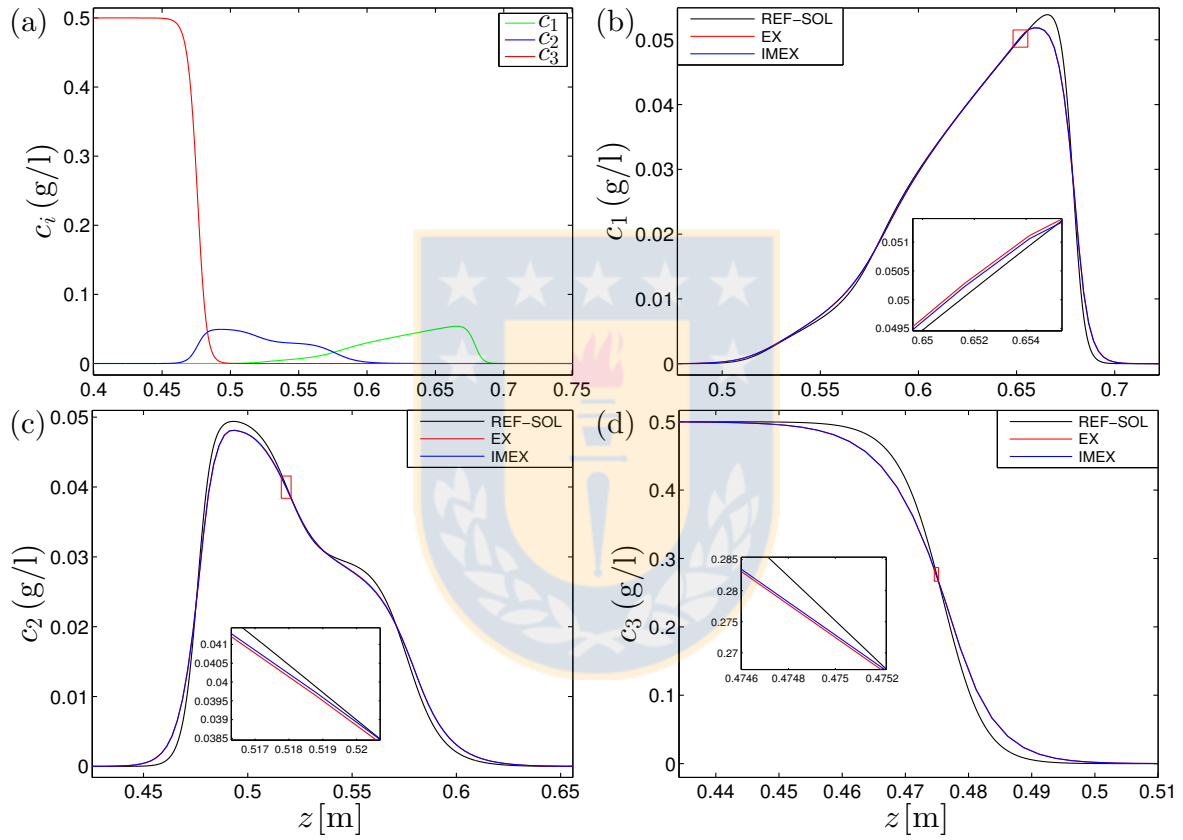 (a)
c1
c2
c3
0.5
0.4
0.3
0.2
0.1
0
ci (g/l)
0.4 0.45 0.5 0.55 0.6 0.65 0.7 0.75
(b)
REF-SOL
EX
IMEX
0.05
0.04
0.03
0.02
0.01
0
c1 (g/l)
0.051
0.0505
0.05
0.0495
0.65 0.652 0.654
0.5 0.55 0.6 0.65 0.7
(c)
REF-SOL
EX
IMEX
0.05
0.04
0.03
0.02
0.01
0
c2 (g/l)
0.041
0.0405
0.04
0.0395
0.039
0.0385
0.517 0.518 0.519 0.52
0.45 0.5 0.55 0.6 0.65
z [m]
(d)
REF-SOL
EX
IMEX
0.5
0.4
0.3
0.2
0.1
0
c3 (g/l)
0.285
0.28
0.275
0.27
0.4746 0.4748 0.475 0.4752
0.44 0.45 0.46 0.47 0.48 0.49 0.5 0.51
z [m]